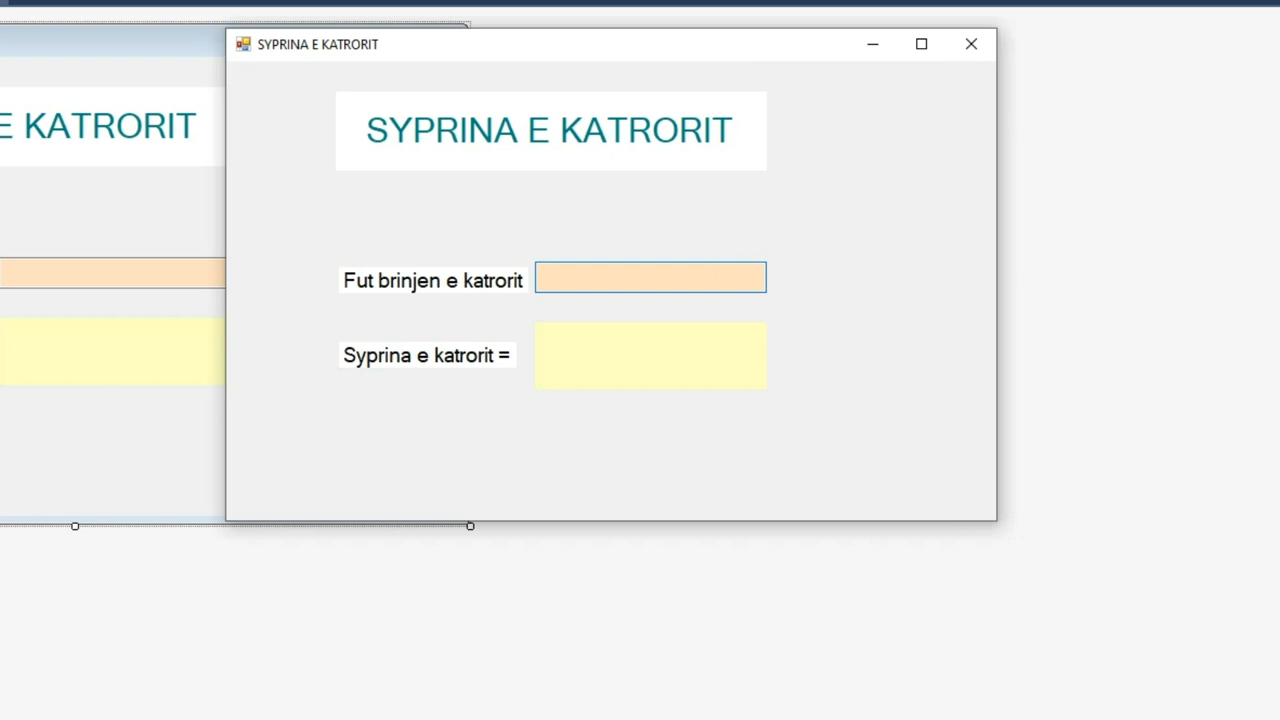 SYPRINA E KATRORIT
E KATRORIT
SYPRINA E KATRORIT
Fut brinjen e katrorit
Syprina e katrorit =